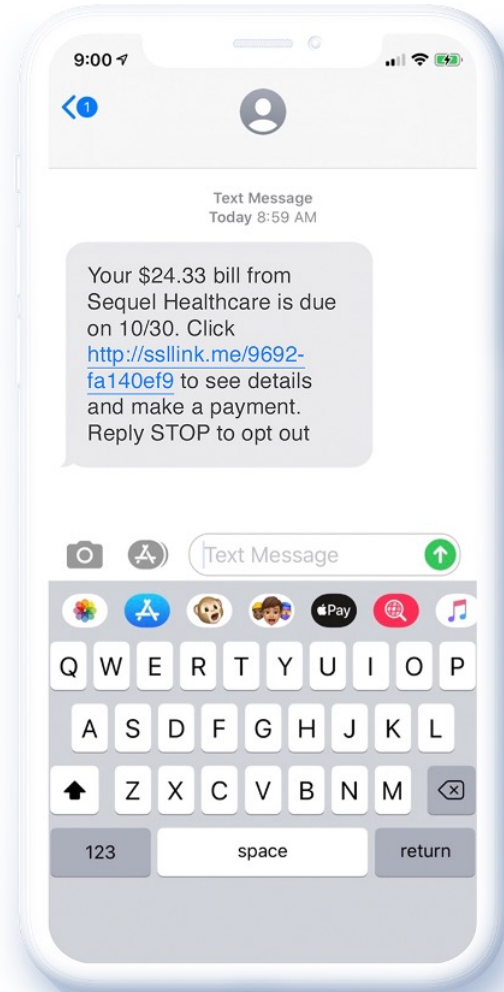 9:00
1
Text Message
Today 8:59 AM
Your $24.33 bill from
Sequel Healthcare is due
on 10/30. Click
http://ssllink.me/9692-
fa140ef9 to see details
and make a payment.
Reply STOP to opt out
Text Message
Pay
Q W E R T Y U I O P
A S D F G H J K L
Z X C V B N M
123 space return